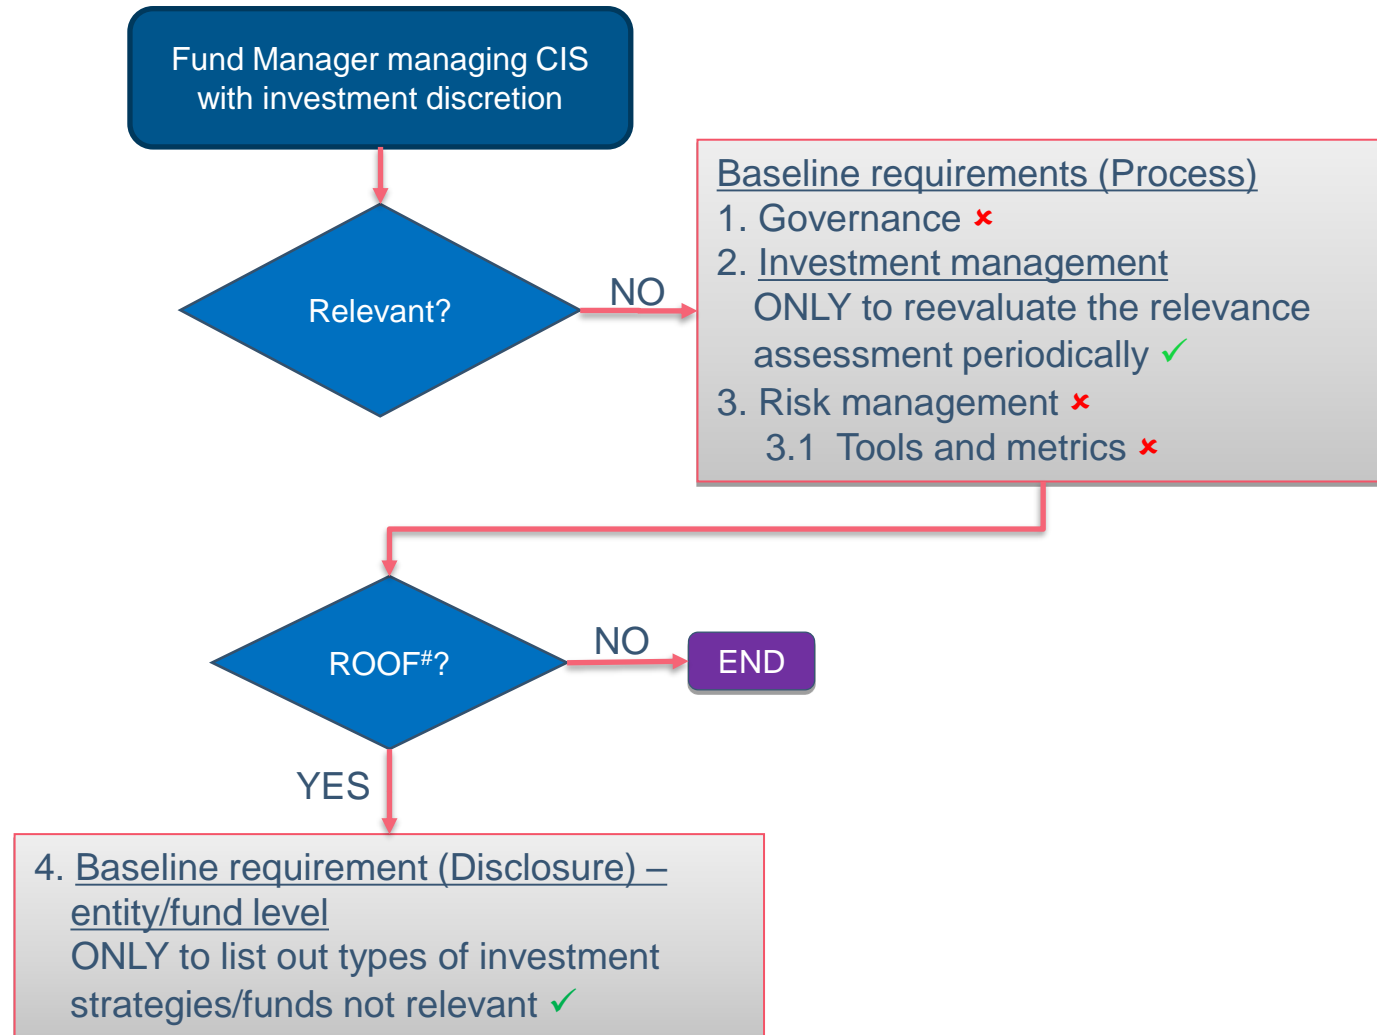 Fund Manager managing CIS
with investment discretion
Relevant?
NO
Baseline requirements (Process)
1. Governance ✘
2. Investment management
ONLY to reevaluate the relevance
assessment periodically ✓
3. Risk management ✘
3.1 Tools and metrics ✘
ROOF#?
NO
END
YES
4. Baseline requirement (Disclosure) –
entity/fund level
ONLY to list out types of investment
strategies/funds not relevant ✓